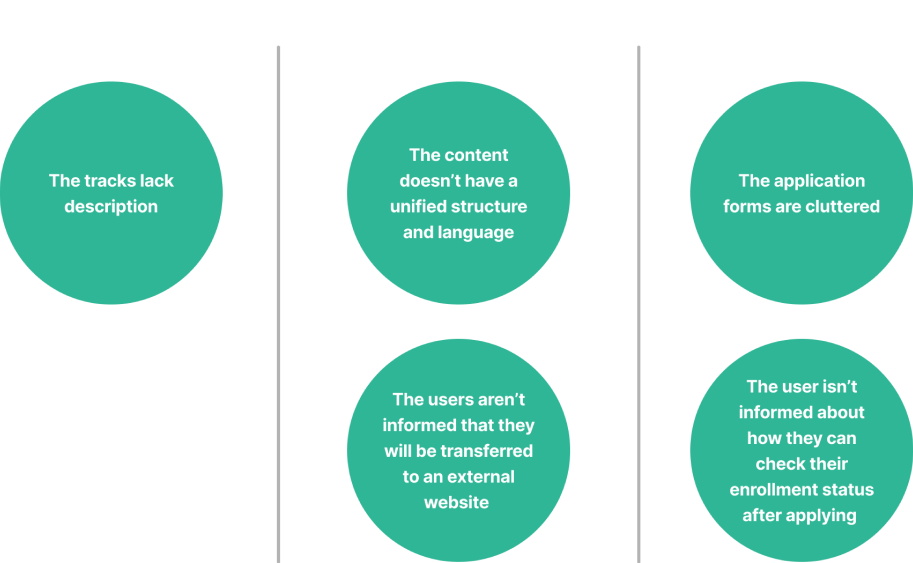 The tracks lack
description
The content
doesn’t have a
unified structure
and language
The users aren’t
informed that they
will be transferred
to an external
website
The application
forms are cluttered
The user isn’t
informed about
how they can
check their
enrollment status
after applying